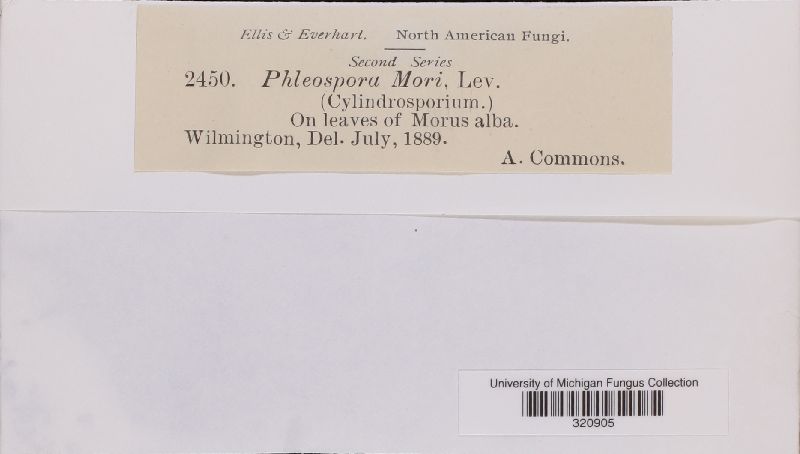 Ellis & Everhart. North American Fungi.
Second Series
2450. Phleospora Mori, Lev.
(Cylindrosporium.)
On leaves of Morus alba.
Wilmington, Del. July, 1889.
A. Commons.
University of Michigan Fungus Collection
320905